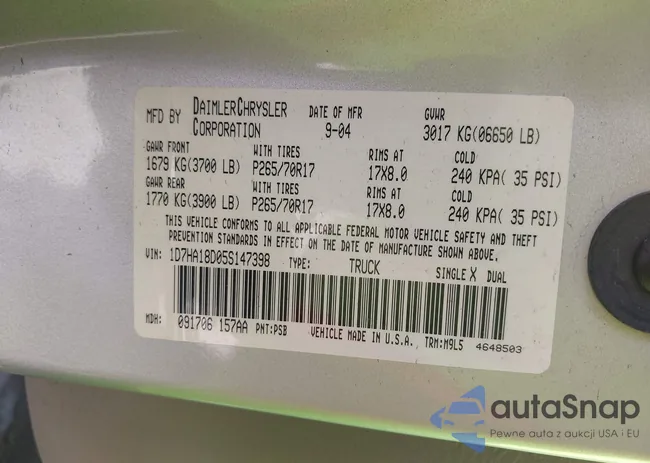 MFD BY DAIMLERCHRYSLER CORPORATION DATE OF MFR 9-04 GVWR 3017 KG(06650 LB)
GAWR FRONT WITH TIRES RIMS AT COLD
1679 KG(3700 LB) P265/70R17 17X8.0 240 KPA( 35 PSI)
GAWR REAR WITH TIRES RIMS AT COLD
1770 KG(3900 LB) P265/70R17 17X8.0 240 KPA( 35 PSI)
THIS VEHICLE CONFORMS TO ALL APPLICABLE FEDERAL MOTOR VEHICLE SAFETY AND THEFT
PREVENTION STANDARDS IN EFFECT ON THE DATE OF MANUFACTURE SHOWN ABOVE.
VIN: 1D7HA18D05S147398 TYPE: TRUCK SINGLE X DUAL
MDH: 091706 157AA PNT:PSB VEHICLE MADE IN U.S.A. TRM:M9L5 4648503
autoSnap
Pewne auta z aukcji USA i EU